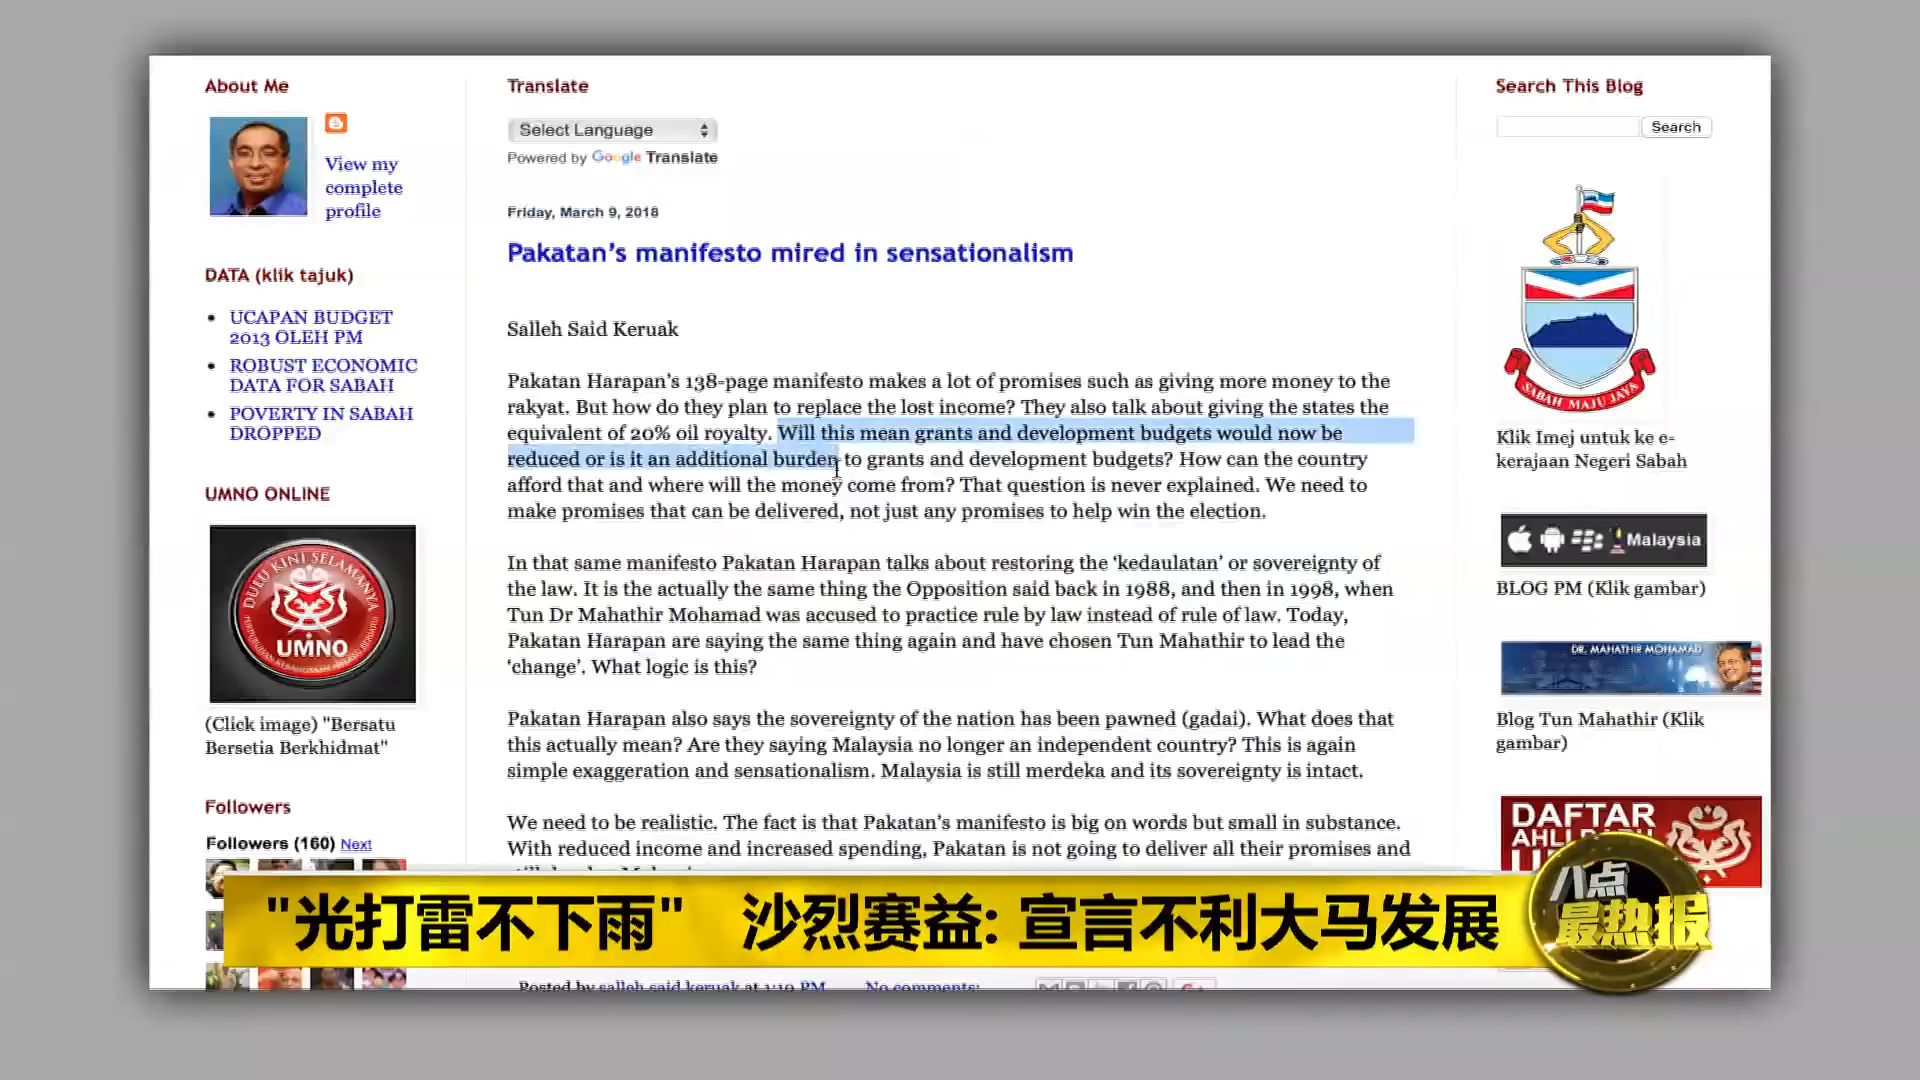 About Me
View my
complete
profile
DATA (klik tajuk)
UCAPAN BUDGET
2013 OLEH PM
ROBUST ECONOMIC
DATA FOR SABAH
POVERTY IN SABAH
DROPPED
UMNO ONLINE
DULU KINI SELAMANYA
UMNO
(Click image) "Bersatu
Bersetia Berkhidmat"
Followers
Followers (160) Next
Translate
Select Language
Powered by Google Translate
Friday, March 9, 2018
Pakatan’s manifesto mired in sensationalism
Salleh Said Keruak
Pakatan Harapan’s 138-page manifesto makes a lot of promises such as giving more money to the
rakyat. But how do they plan to replace the lost income? They also talk about giving the states the
equivalent of 20% oil royalty. Will this mean grants and development budgets would now be
reduced or is it an additional burden to grants and development budgets? How can the country
afford that and where will the money come from? That question is never explained. We need to
make promises that can be delivered, not just any promises to help win the election.
In that same manifesto Pakatan Harapan talks about restoring the ‘kedaulatan’ or sovereignty of
the law. It is the actually the same thing the Opposition said back in 1988, and then in 1998, when
Tun Dr Mahathir Mohamad was accused to practice rule by law instead of rule of law. Today,
Pakatan Harapan are saying the same thing again and have chosen Tun Mahathir to lead the
‘change’. What logic is this?
Pakatan Harapan also says the sovereignty of the nation has been pawned (gadai). What does that
this actually mean? Are they saying Malaysia no longer an independent country? This is again
simple exaggeration and sensationalism. Malaysia is still merdeka and its sovereignty is intact.
We need to be realistic. The fact is that Pakatan’s manifesto is big on words but small in substance.
With reduced income and increased spending, Pakatan is not going to deliver all their promises and
Posted by salleh said keruak at 1:19 PM No comments:
Search This Blog
Search
SABAH MAJU JAYA
Klik Imej untuk ke e-
kerajaan Negeri Sabah
Malaysia
BLOG PM (Klik gambar)
DR. MAHATHIR MOHAMAD
Blog Tun Mahathir (Klik
gambar)
DAFTAR
AHLI BARU
"光打雷不下雨" 沙烈赛益: 宣言不利大马发展
八点
最热报